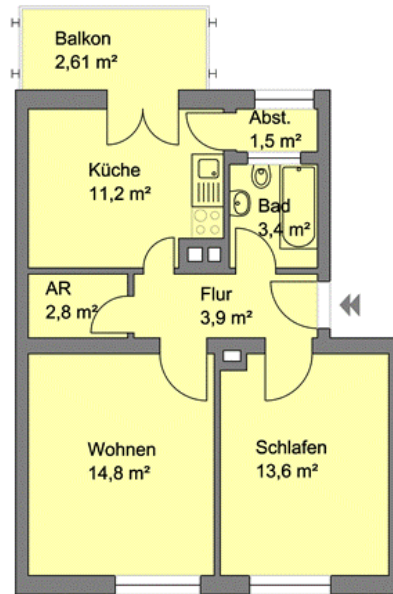 Balkon
2,61 m²
Abst.
1,5 m²
Küche
11,2 m²
Bad
3,4 m²
AR
2,8 m²
Flur
3,9 m²
Wohnen
14,8 m²
Schlafen
13,6 m²